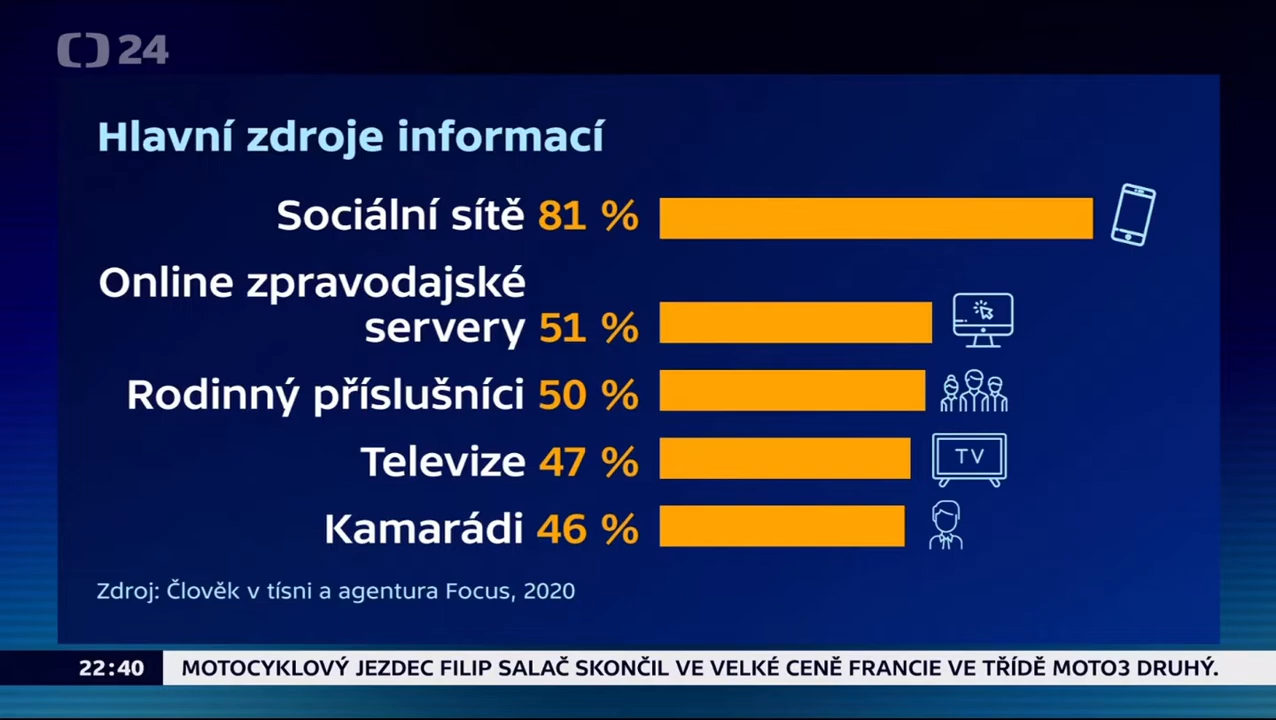 24
Hlavní zdroje informací
Sociální sítě 81 %
Online zpravodajské
servery 51 %
Rodinný příslušníci 50 %
Televize 47 %
TV
Kamarádi 46 %
Zdroj: Člověk v tísni a agentura Focus, 2020
22:40 MOTOCYKLOVÝ JEZDEC FILIP SALAČ SKONČIL VE VELKÉ CENĚ FRANCIE VE TŘÍDĚ MOTO3 DRUHÝ.